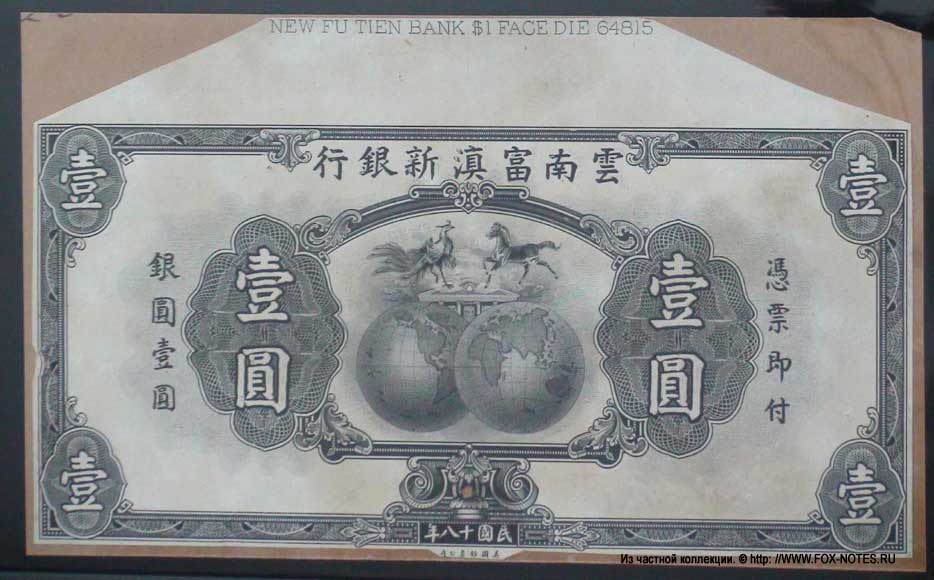 NEW FU TIEN BANK $1 FACE DIE 64815
雲南富滇新銀行
壹
壹
憑票即付
壹圓
壹圓
銀圓壹圓
壹
壹
民國十八年
Из частной коллекции. © http: //WWW.FOX-NOTES.RU